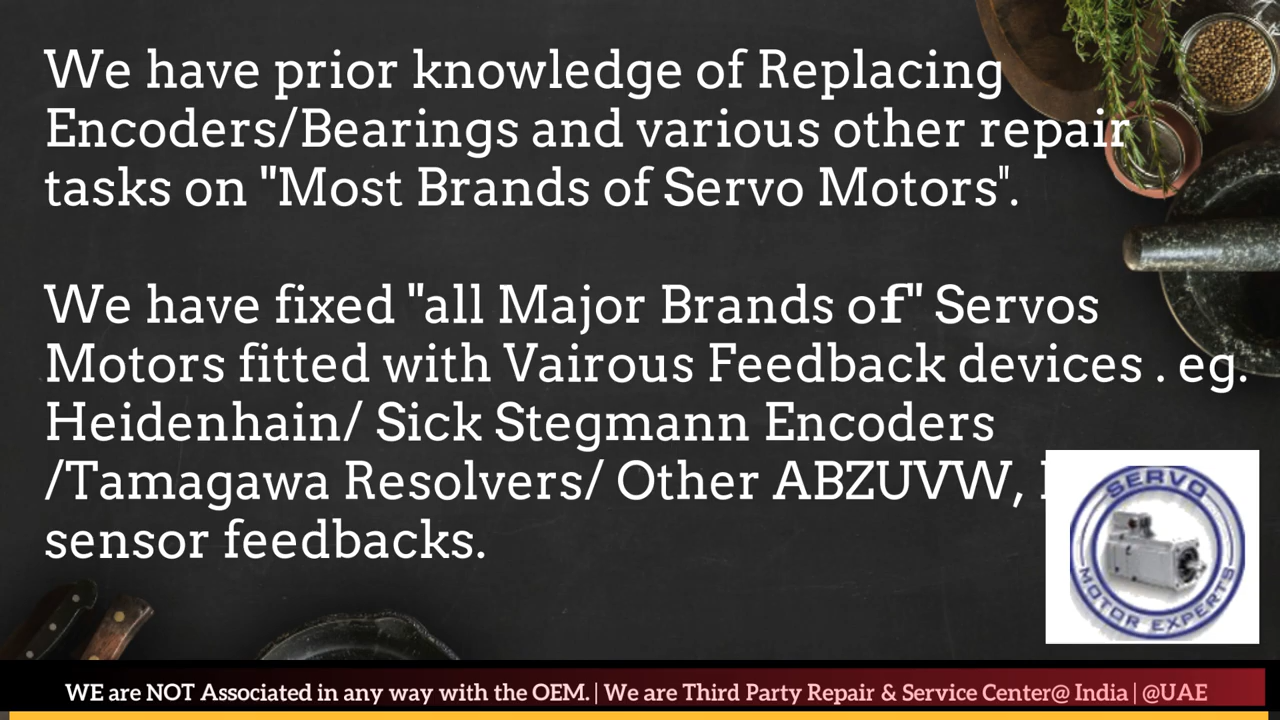 We have prior knowledge of Replacing
Encoders/Bearings and various other repair
tasks on "Most Brands of Servo Motors".
We have fixed "all Major Brands of" Servos
Motors fitted with Vairous Feedback devices . eg.
Heidenhain/ Sick Stegmann Encoders
/Tamagawa Resolvers/ Other ABZUVW,
sensor feedbacks.
SERVO
MOTOR EXPERTS
WE are NOT Associated in any way with the OEM. | We are Third Party Repair & Service Center@ India | @UAE